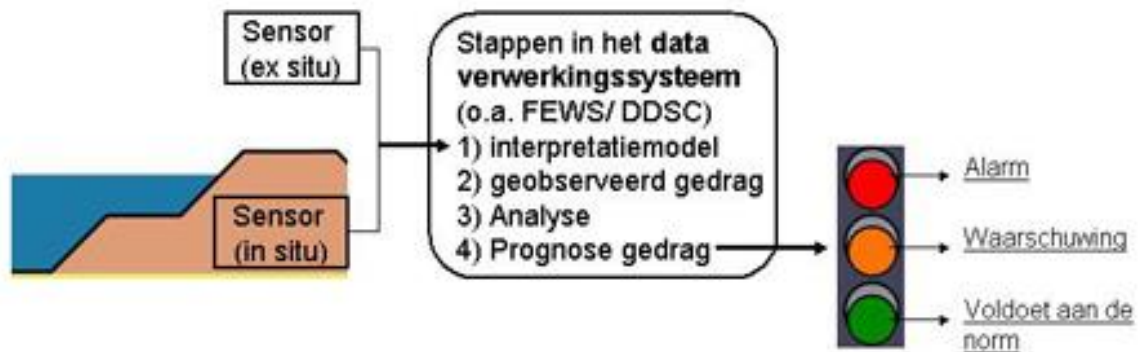 Sensor
(ex situ)
Sensor
(in situ)
Stappen in het data
verwerkingssysteem
(o.a. FEWS/ DDSC)
1) interpretatiemodel
2) geobserveerd gedrag
3) Analyse
4) Prognose gedrag
Alarm
Waarschuwing
Voldoet aan de
norm